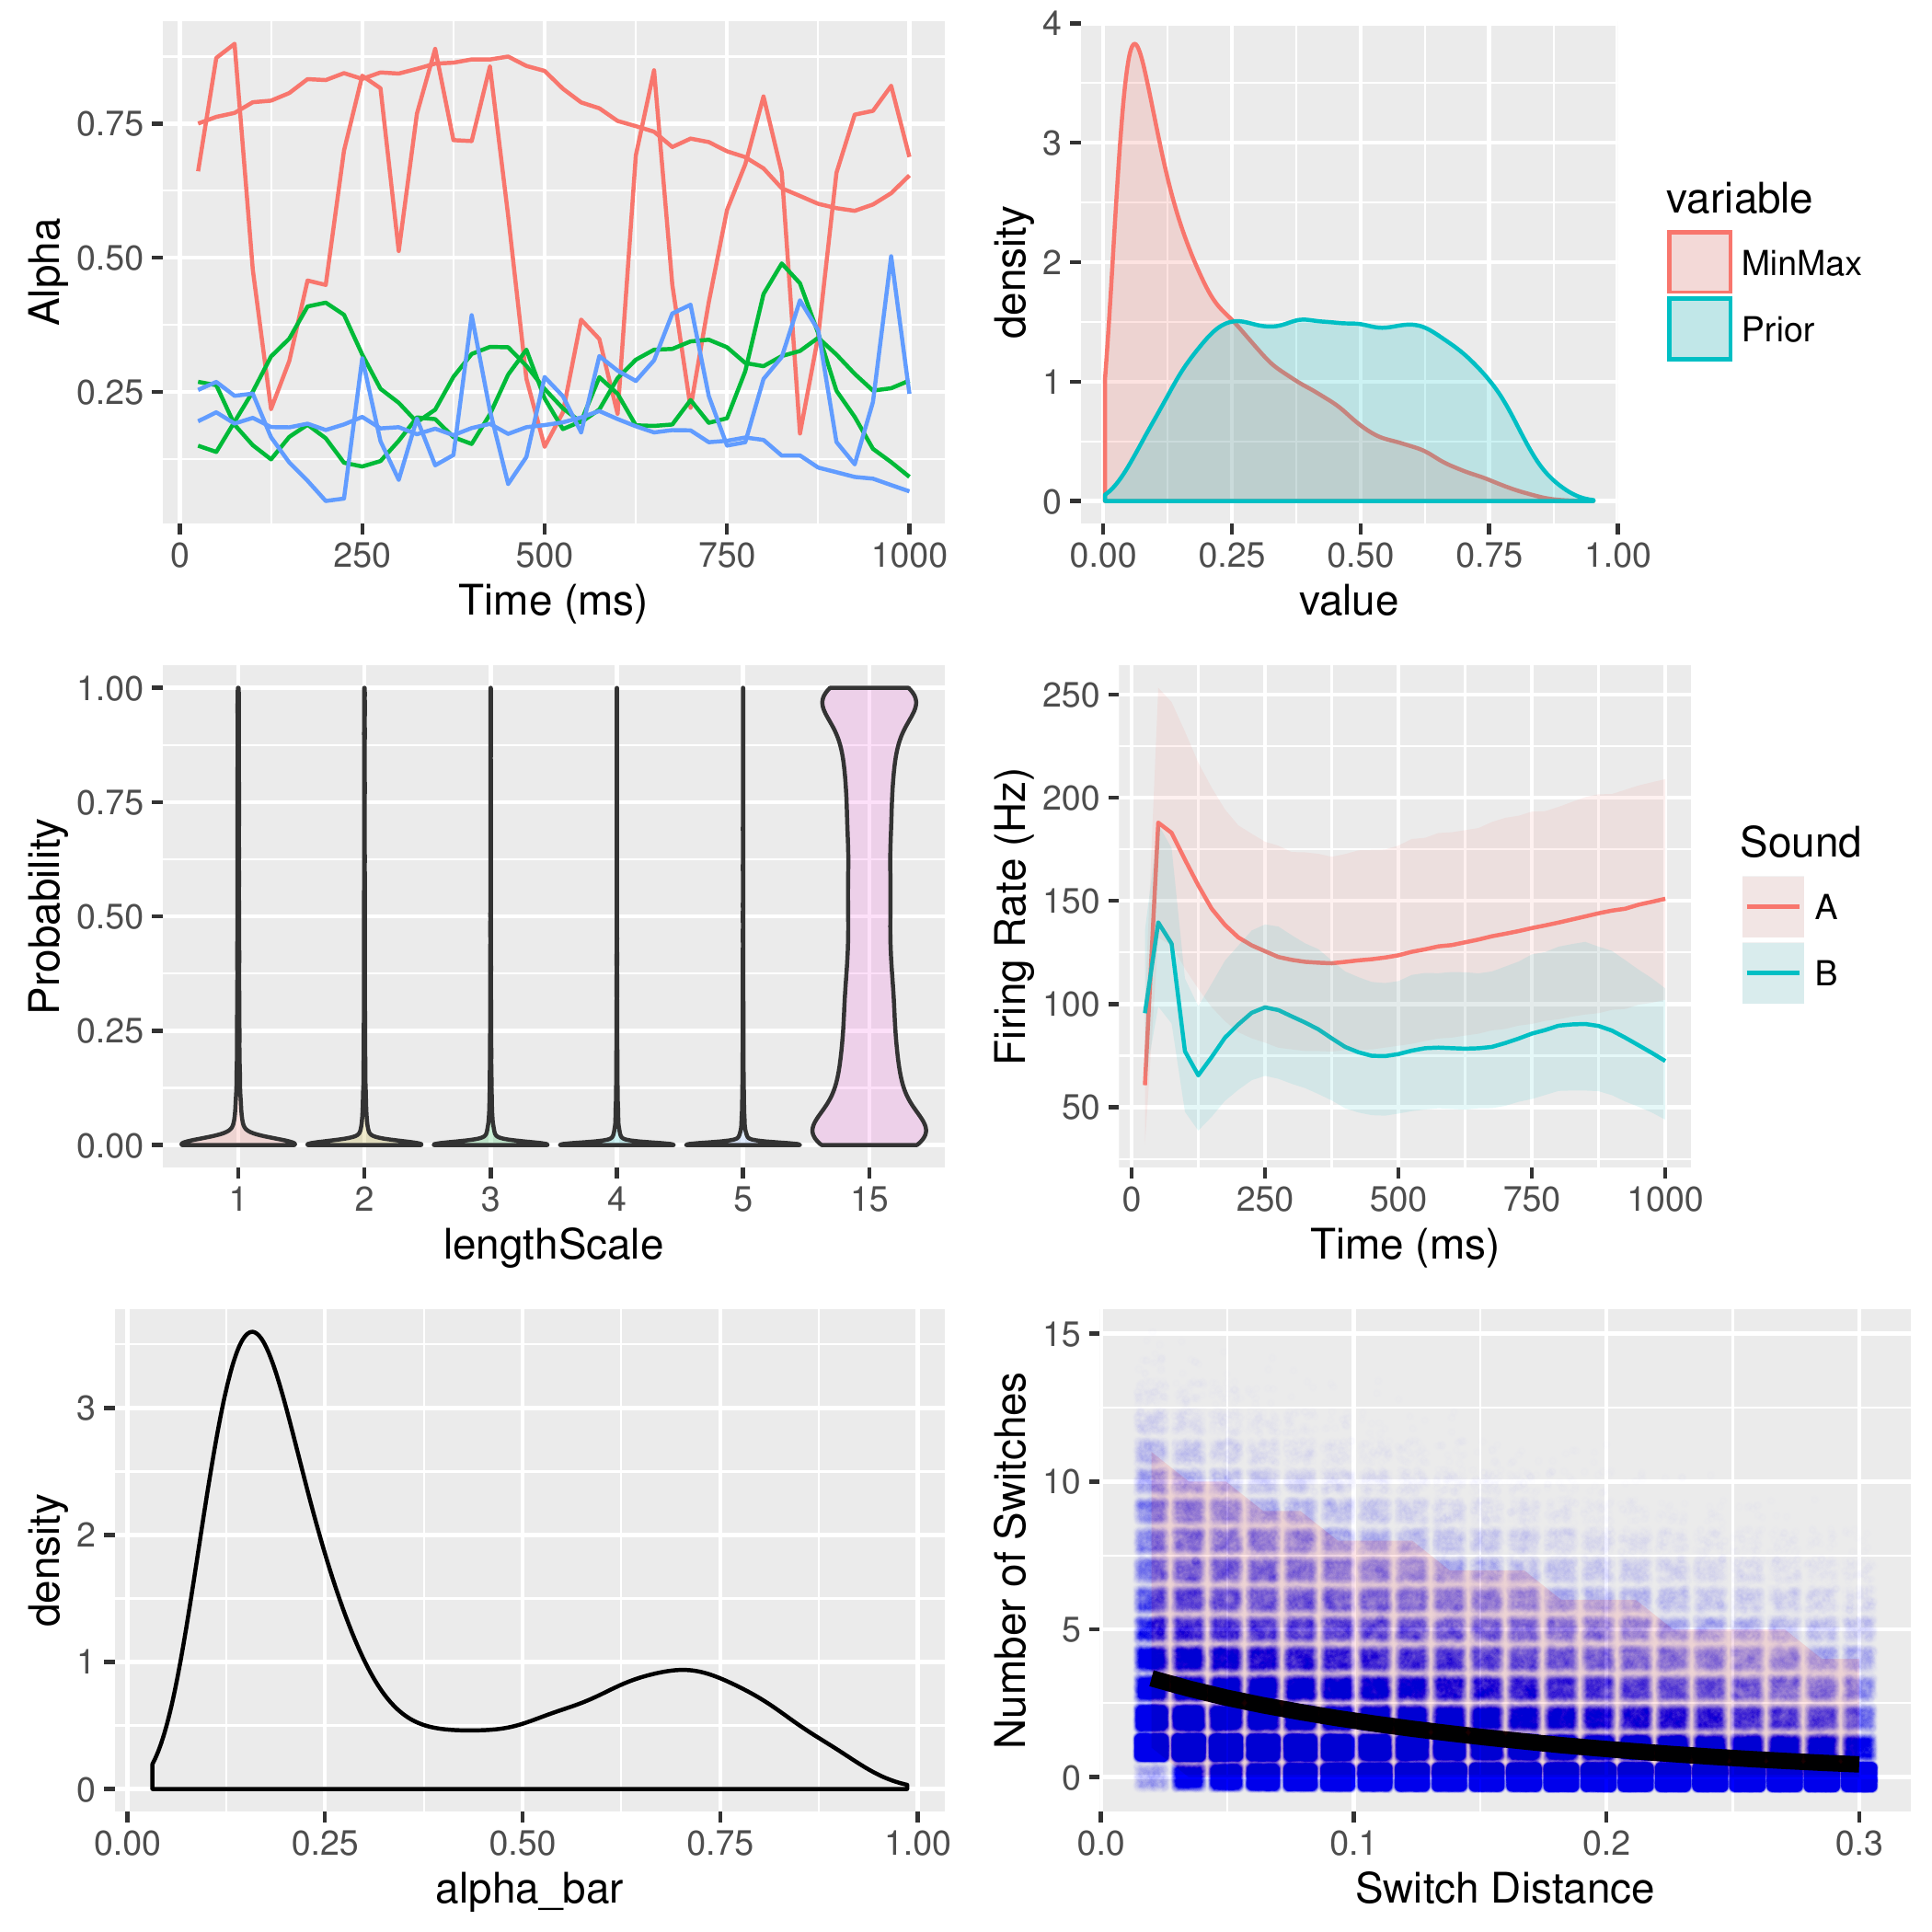 Alpha
0.75
0.50
0.25
0 250 500 750 1000
Time (ms)
density
4
3
2
1
0
0.00 0.25 0.50 0.75 1.00
value
variable
MinMax
Prior
Probability
1.00
0.75
0.50
0.25
0.00
1 2 3 4 5 15
lengthScale
Firing Rate (Hz)
250
200
150
100
50
0 250 500 750 1000
Time (ms)
Sound
A
B
density
3
2
1
0
0.00 0.25 0.50 0.75 1.00
alpha_bar
Number of Switches
15
10
5
0
0.0 0.1 0.2 0.3
Switch Distance